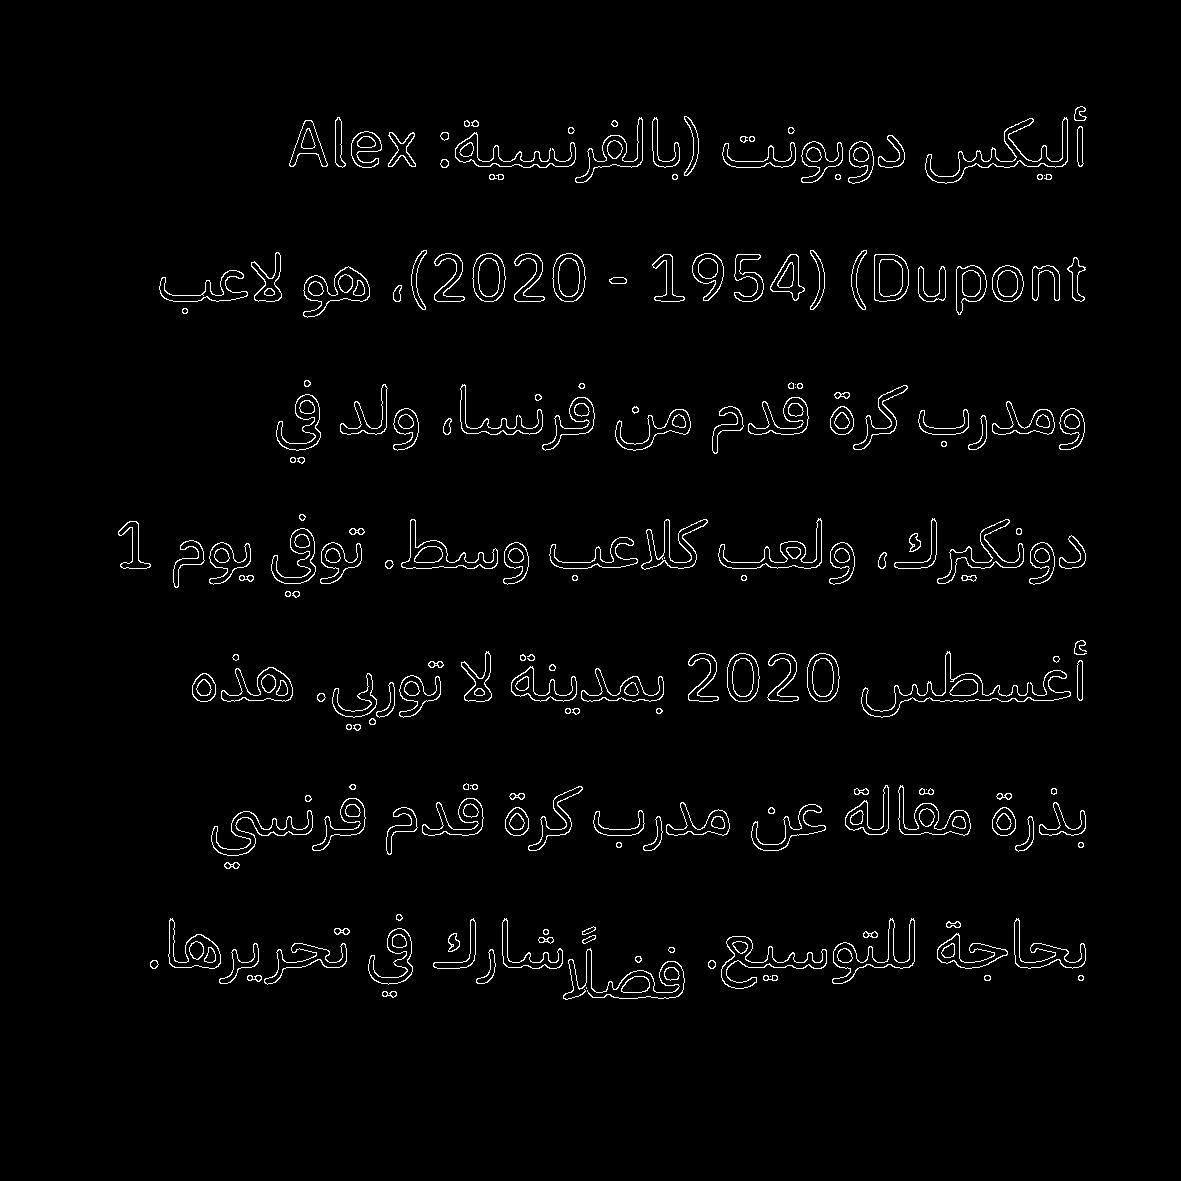 أليكس دوبونت (بالفرنسية: Alex
Dupont) (1954 - 2020)، هو لاعب
ومدرب كرة قدم من فرنسا، ولد في
دونكيرك، ولعب كلاعب وسط. توفي يوم 1
أغسطس 2020 بمدينة لا توربي. هذه
بذرة مقالة عن مدرب كرة قدم فرنسي
بحاجة للتوسيع. فضلًا شارك في تحريرها.